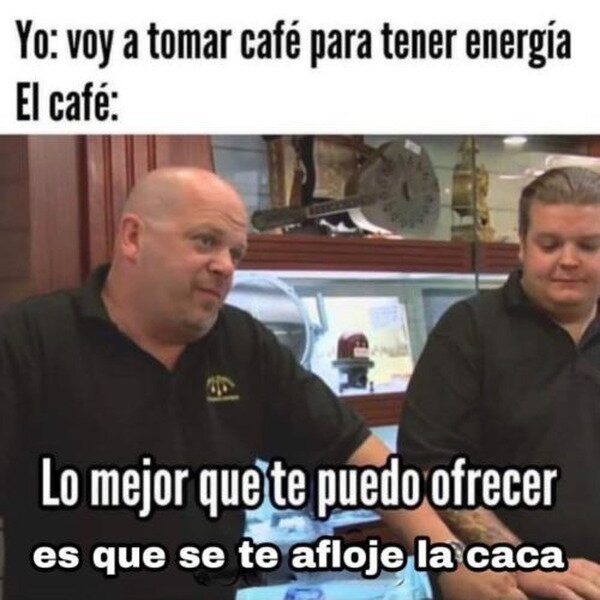 Yo: voy a tomar café para tener energía
El café:
Lo mejor que te puedo ofrecer
es que se te afloje la caca